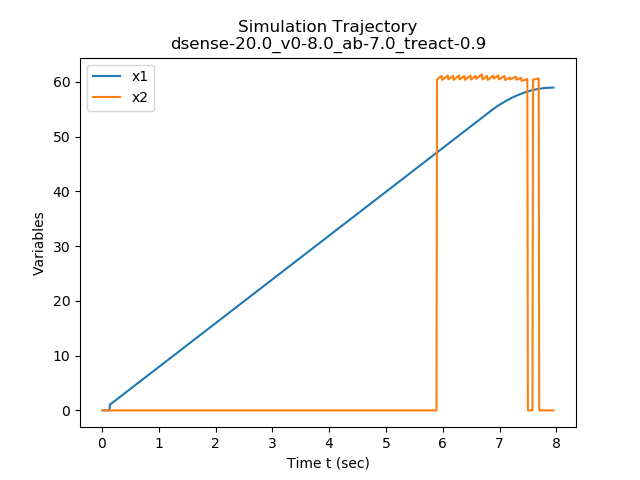 Simulation Trajectory
dsense-20.0_v0-8.0_ab-7.0_treact-0.9
x1
x2
60
50
40
30
20
10
0
Variables
0 1 2 3 4 5 6 7 8
Time t (sec)